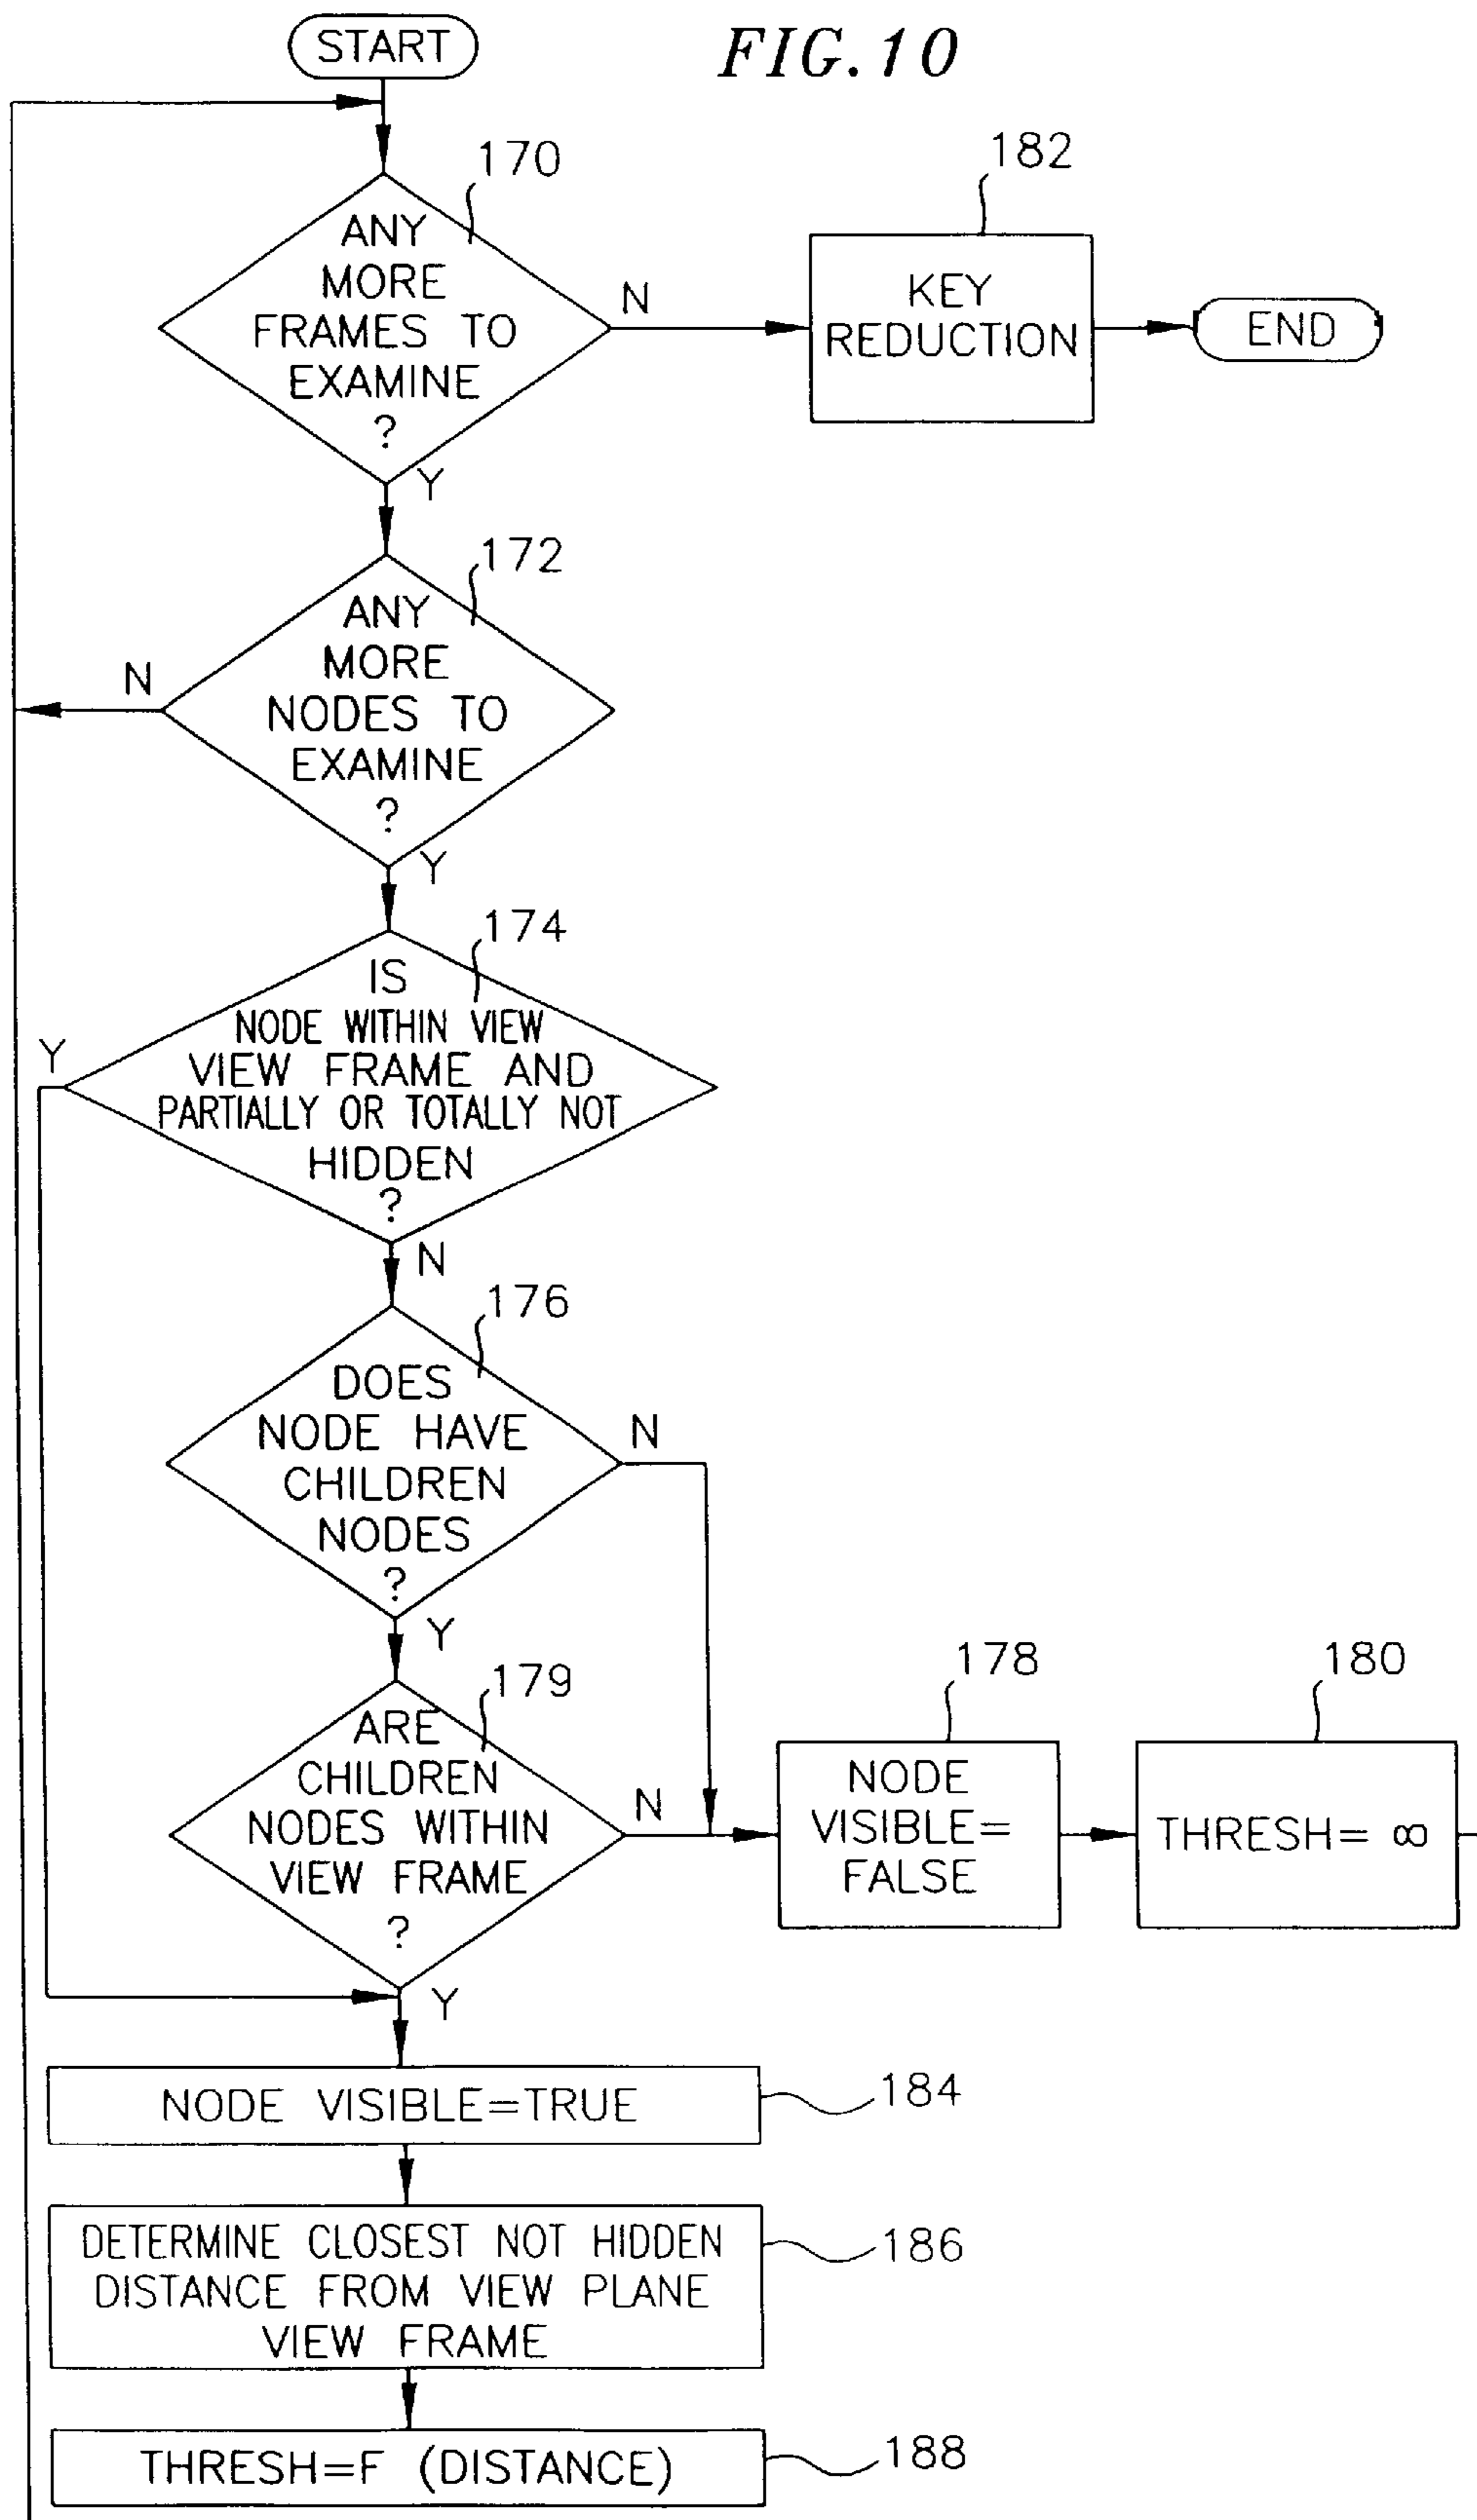 START
FIG. 10
170
ANY
MORE
FRAMES TO
EXAMINE
?
N
Y
182
KEY
REDUCTION
END
172
ANY
MORE
NODES TO
EXAMINE
?
N
Y
174
IS
NODE WITHIN VIEW
VIEW FRAME AND
PARTIALLY OR TOTALLY NOT
HIDDEN
?
Y
N
176
DOES
NODE HAVE
CHILDREN
NODES
?
N
Y
179
ARE
CHILDREN
NODES WITHIN
VIEW FRAME
?
N
Y
178
NODE
VISIBLE=
FALSE
180
THRESH= ∞
NODE VISIBLE=TRUE
184
DETERMINE CLOSEST NOT HIDDEN
DISTANCE FROM VIEW PLANE
VIEW FRAME
186
THRESH=F (DISTANCE)
188